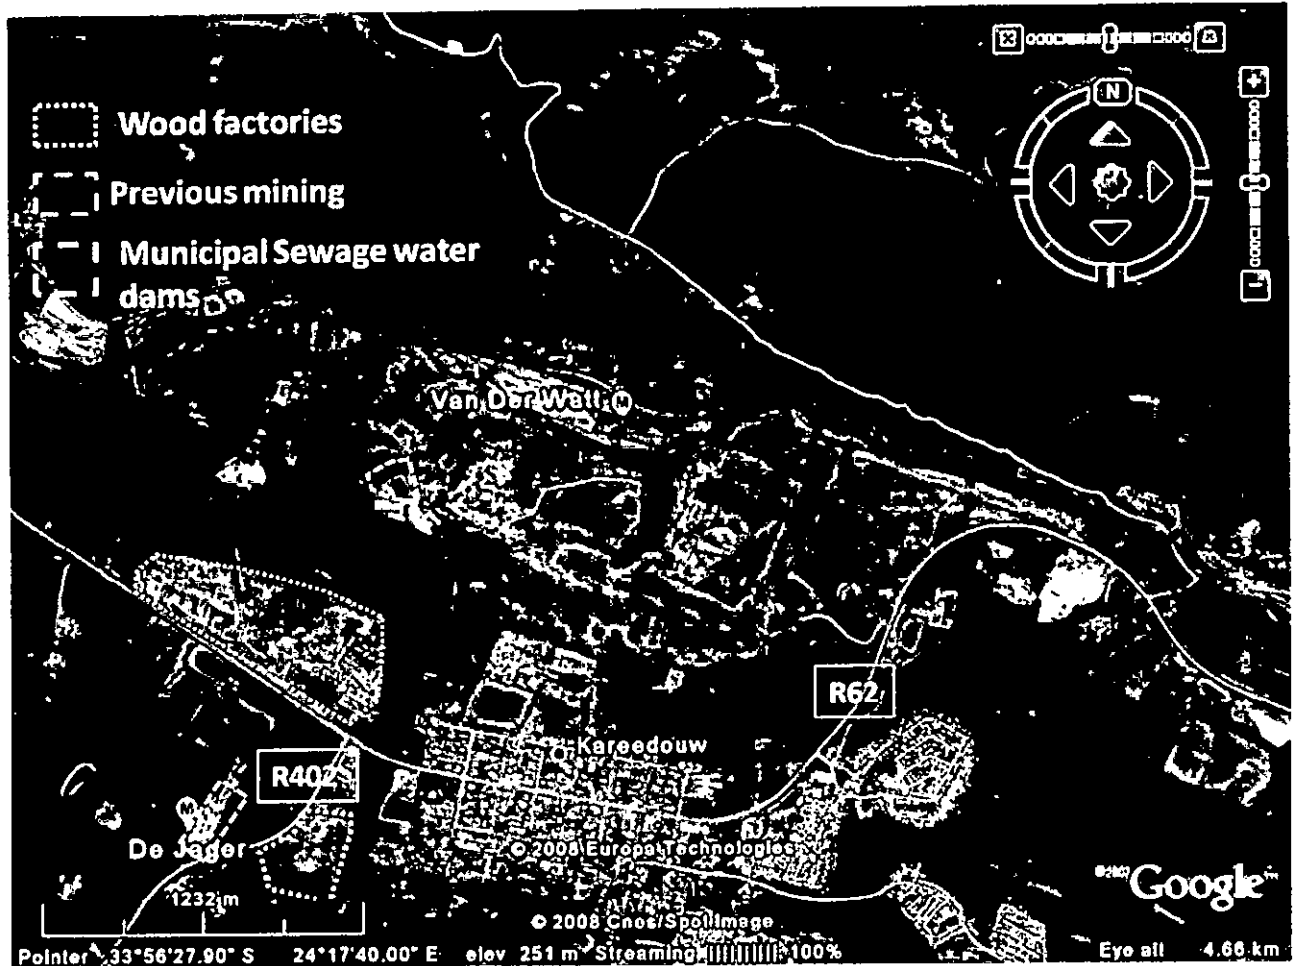 N
Wood factories
Previous mining
Municipal Sewage water
dams
Van Der Watt M
R62
Kareedouw
R402
M
De Jager
© 2008 Europa Technologies
Google™
1232 m
© 2008 Cnes/Spot Image
Pointer 33°56'27.90" S 24°17'40.00" E elev 251 m Streaming ||||||||| 100% Eye alt 4.66 km